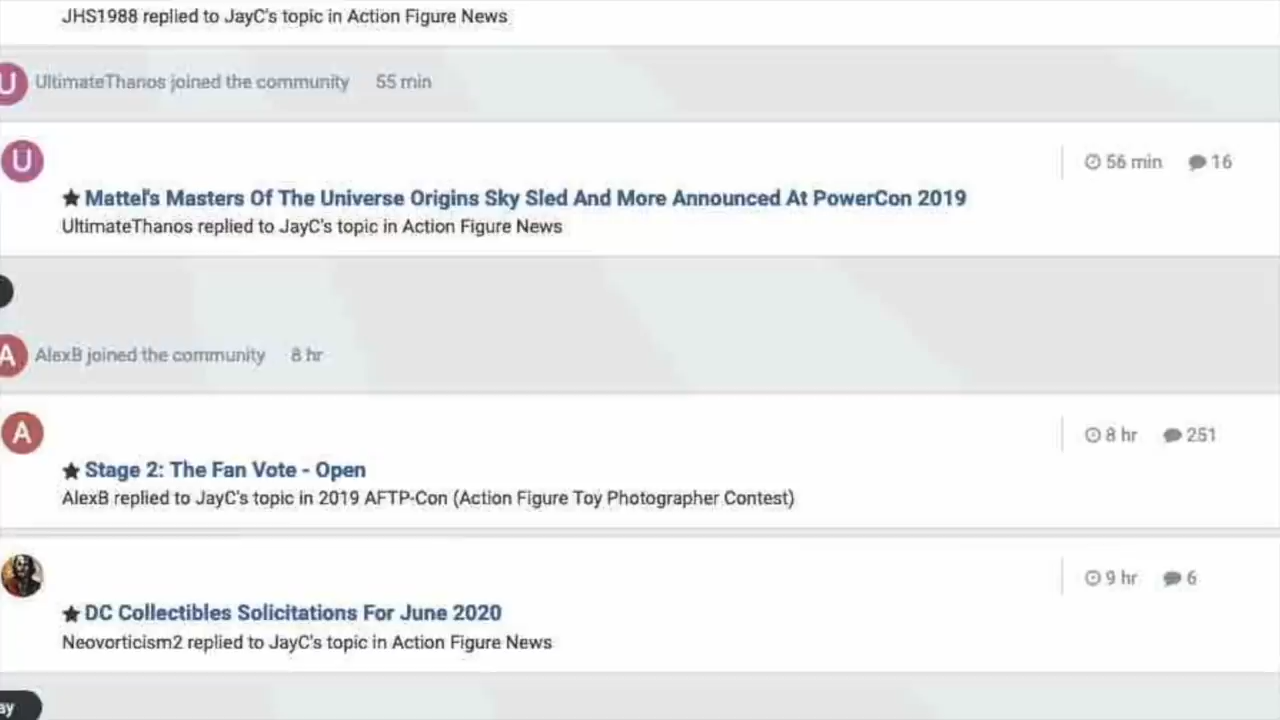 JHS1988 replied to JayC's topic in Action Figure News
U UltimateThanos joined the community 55 min
U 56 min 16
Mattel's Masters Of The Universe Origins Sky Sled And More Announced At PowerCon 2019
UltimateThanos replied to JayC's topic in Action Figure News
A AlexB joined the community 8 hr
A 8 hr 251
Stage 2: The Fan Vote - Open
AlexB replied to JayC's topic in 2019 AFTP-Con (Action Figure Toy Photographer Contest)
9 hr 6
DC Collectibles Solicitations For June 2020
Neovorticism2 replied to JayC's topic in Action Figure News
ay